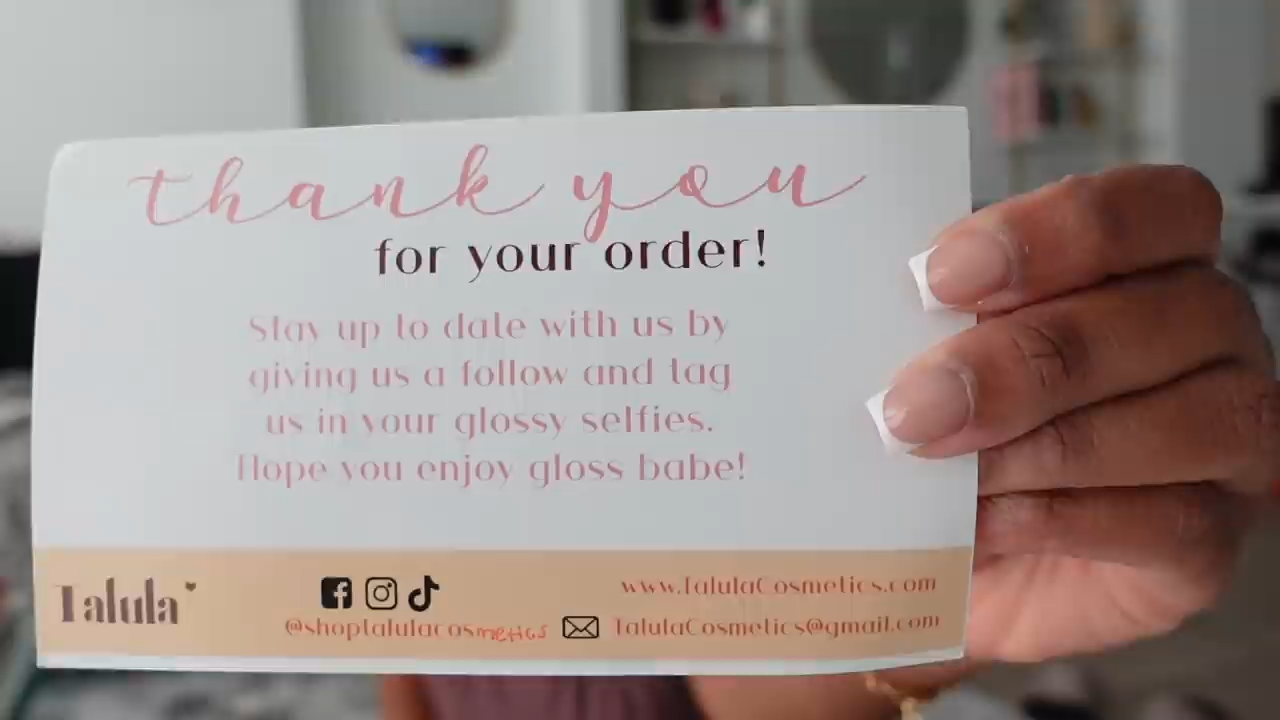 thank you
for your order!
Stay up to date with us by
giving us a follow and tag
us in your glossy selfies.
Hope you enjoy gloss babe!
Talula
@shoptalulacosmetics
www.TalulaCosmetics.com
TalulaCosmetics@gmail.com